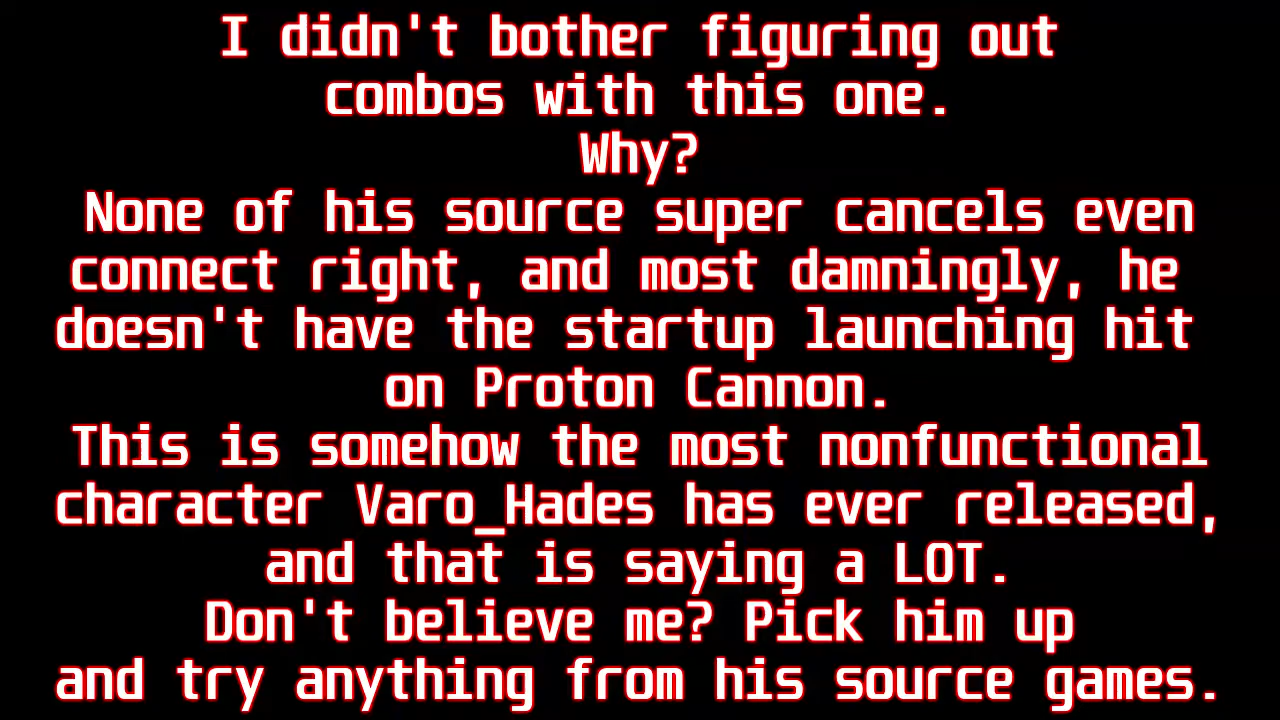 I didn't bother figuring out
combos with this one.
Why?
None of his source super cancels even
connect right, and most damningly, he
doesn't have the startup launching hit
on Proton Cannon.
This is somehow the most nonfunctional
character Varo_Hades has ever released,
and that is saying a LOT.
Don't believe me? Pick him up
and try anything from his source games.